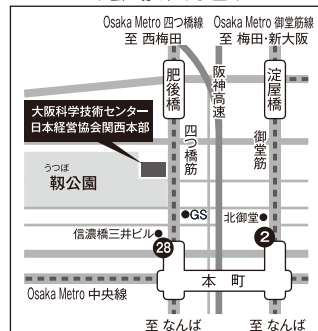 Osaka Metro 四つ橋線
至 西梅田
Osaka Metro 御堂筋線
至 梅田・新大阪
肥後橋
阪神高速
淀屋橋
大阪科学技術センター
日本経営協会関西本部
四つ橋筋
御堂筋
うつぼ
靱公園
GS
北御堂
信濃橋三井ビル
28
2
本町
Osaka Metro 中央線
至 なんば
至 なんば